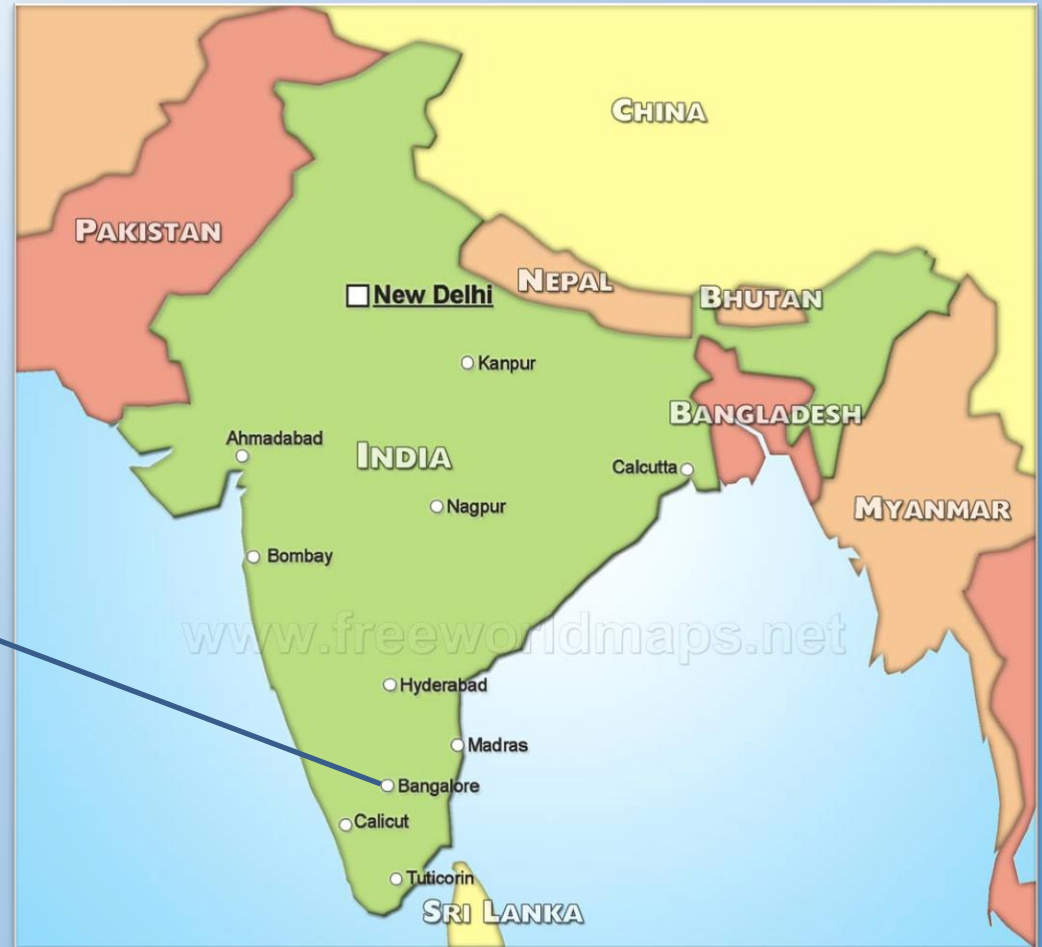 CHINA
PAKISTAN
NEPAL
New Delhi
BHUTAN
Kanpur
BANGLADESH
Ahmadabad
INDIA
Calcutta
Nagpur
MYANMAR
Bombay
www.freeworldmaps.net
Hyderabad
Madras
Bangalore
Calicut
Tuticorin
SRI LANKA